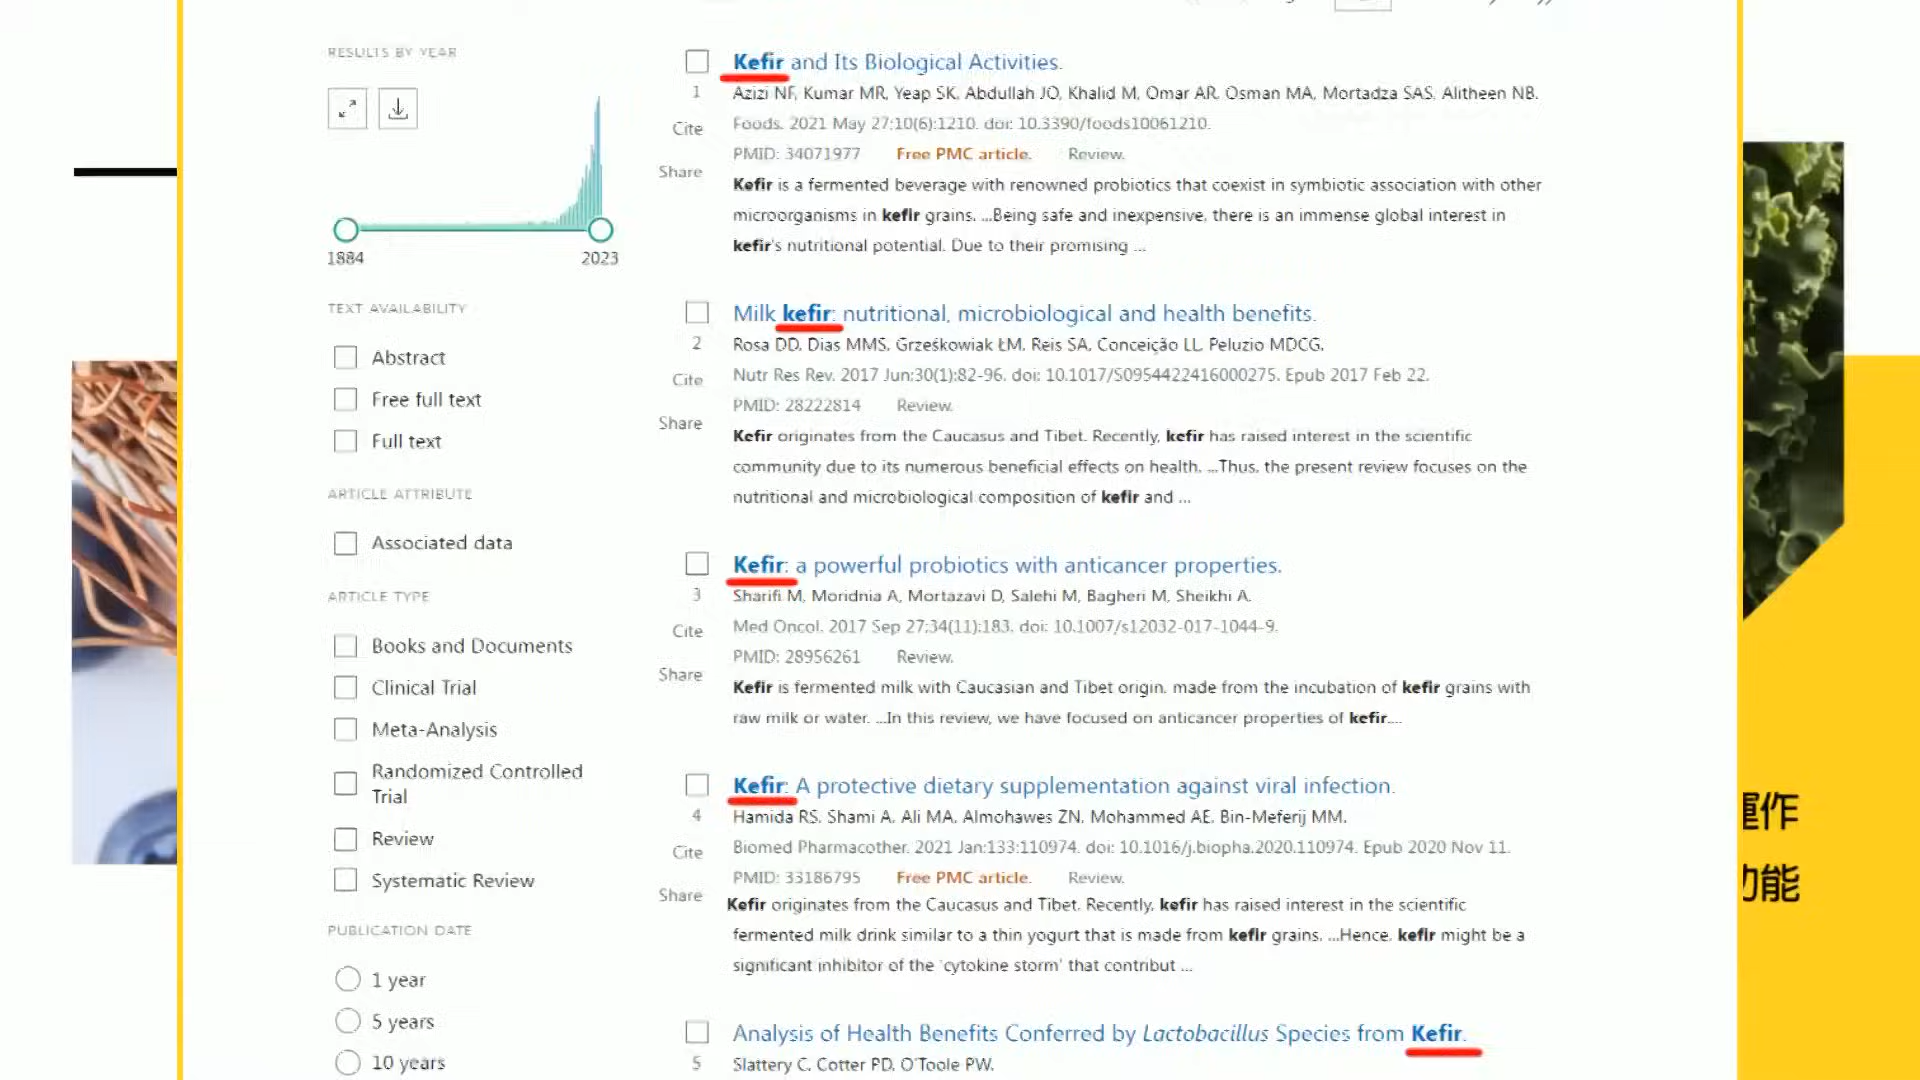 RESULTS BY YEAR
1884
2023
TEXT AVAILABILITY
Abstract
Free full text
Full text
ARTICLE ATTRIBUTE
Associated data
ARTICLE TYPE
Books and Documents
Clinical Trial
Meta-Analysis
Randomized Controlled
Trial
Review
Systematic Review
PUBLICATION DATE
1 year
5 years
10 years
Kefir and Its Biological Activities.
1
Azizi NF, Kumar MR, Yeap SK, Abdullah JO, Khalid M, Omar AR, Osman MA, Mortadza SAS, Alitheen NB.
Cite
Foods. 2021 May 27;10(6):1210. doi: 10.3390/foods10061210.
PMID: 34071977 Free PMC article. Review.
Share
Kefir is a fermented beverage with renowned probiotics that coexist in symbiotic association with other
microorganisms in kefir grains. ...Being safe and inexpensive, there is an immense global interest in
kefir's nutritional potential. Due to their promising ...
Milk kefir: nutritional, microbiological and health benefits.
2
Rosa DD, Dias MMS, Grześkowiak ŁM, Reis SA, Conceição LL, Peluzio MDCG.
Cite
Nutr Res Rev. 2017 Jun;30(1):82-96. doi: 10.1017/S0954422416000275. Epub 2017 Feb 22.
PMID: 28222814 Review.
Share
Kefir originates from the Caucasus and Tibet. Recently, kefir has raised interest in the scientific
community due to its numerous beneficial effects on health. ...Thus, the present review focuses on the
nutritional and microbiological composition of kefir and ...
Kefir: a powerful probiotics with anticancer properties.
3
Sharifi M, Moridnia A, Mortazavi D, Salehi M, Bagheri M, Sheikhi A.
Cite
Med Oncol. 2017 Sep 27;34(11):183. doi: 10.1007/s12032-017-1044-9.
PMID: 28956261 Review.
Share
Kefir is fermented milk with Caucasian and Tibet origin, made from the incubation of kefir grains with
raw milk or water. ...In this review, we have focused on anticancer properties of kefir....
Kefir: A protective dietary supplementation against viral infection.
4
Hamida RS, Shami A, Ali MA, Almohawes ZN, Mohammed AE, Bin-Meferij MM.
Cite
Biomed Pharmacother. 2021 Jan;133:110974. doi: 10.1016/j.biopha.2020.110974. Epub 2020 Nov 11.
PMID: 33186795 Free PMC article. Review.
Share
Kefir originates from the Caucasus and Tibet. Recently, kefir has raised interest in the scientific
fermented milk drink similar to a thin yogurt that is made from kefir grains. ...Hence, kefir might be a
significant inhibitor of the 'cytokine storm' that contribut ...
Analysis of Health Benefits Conferred by Lactobacillus Species from Kefir.
5
Slattery C, Cotter PD, O'Toole PW.
運作
功能